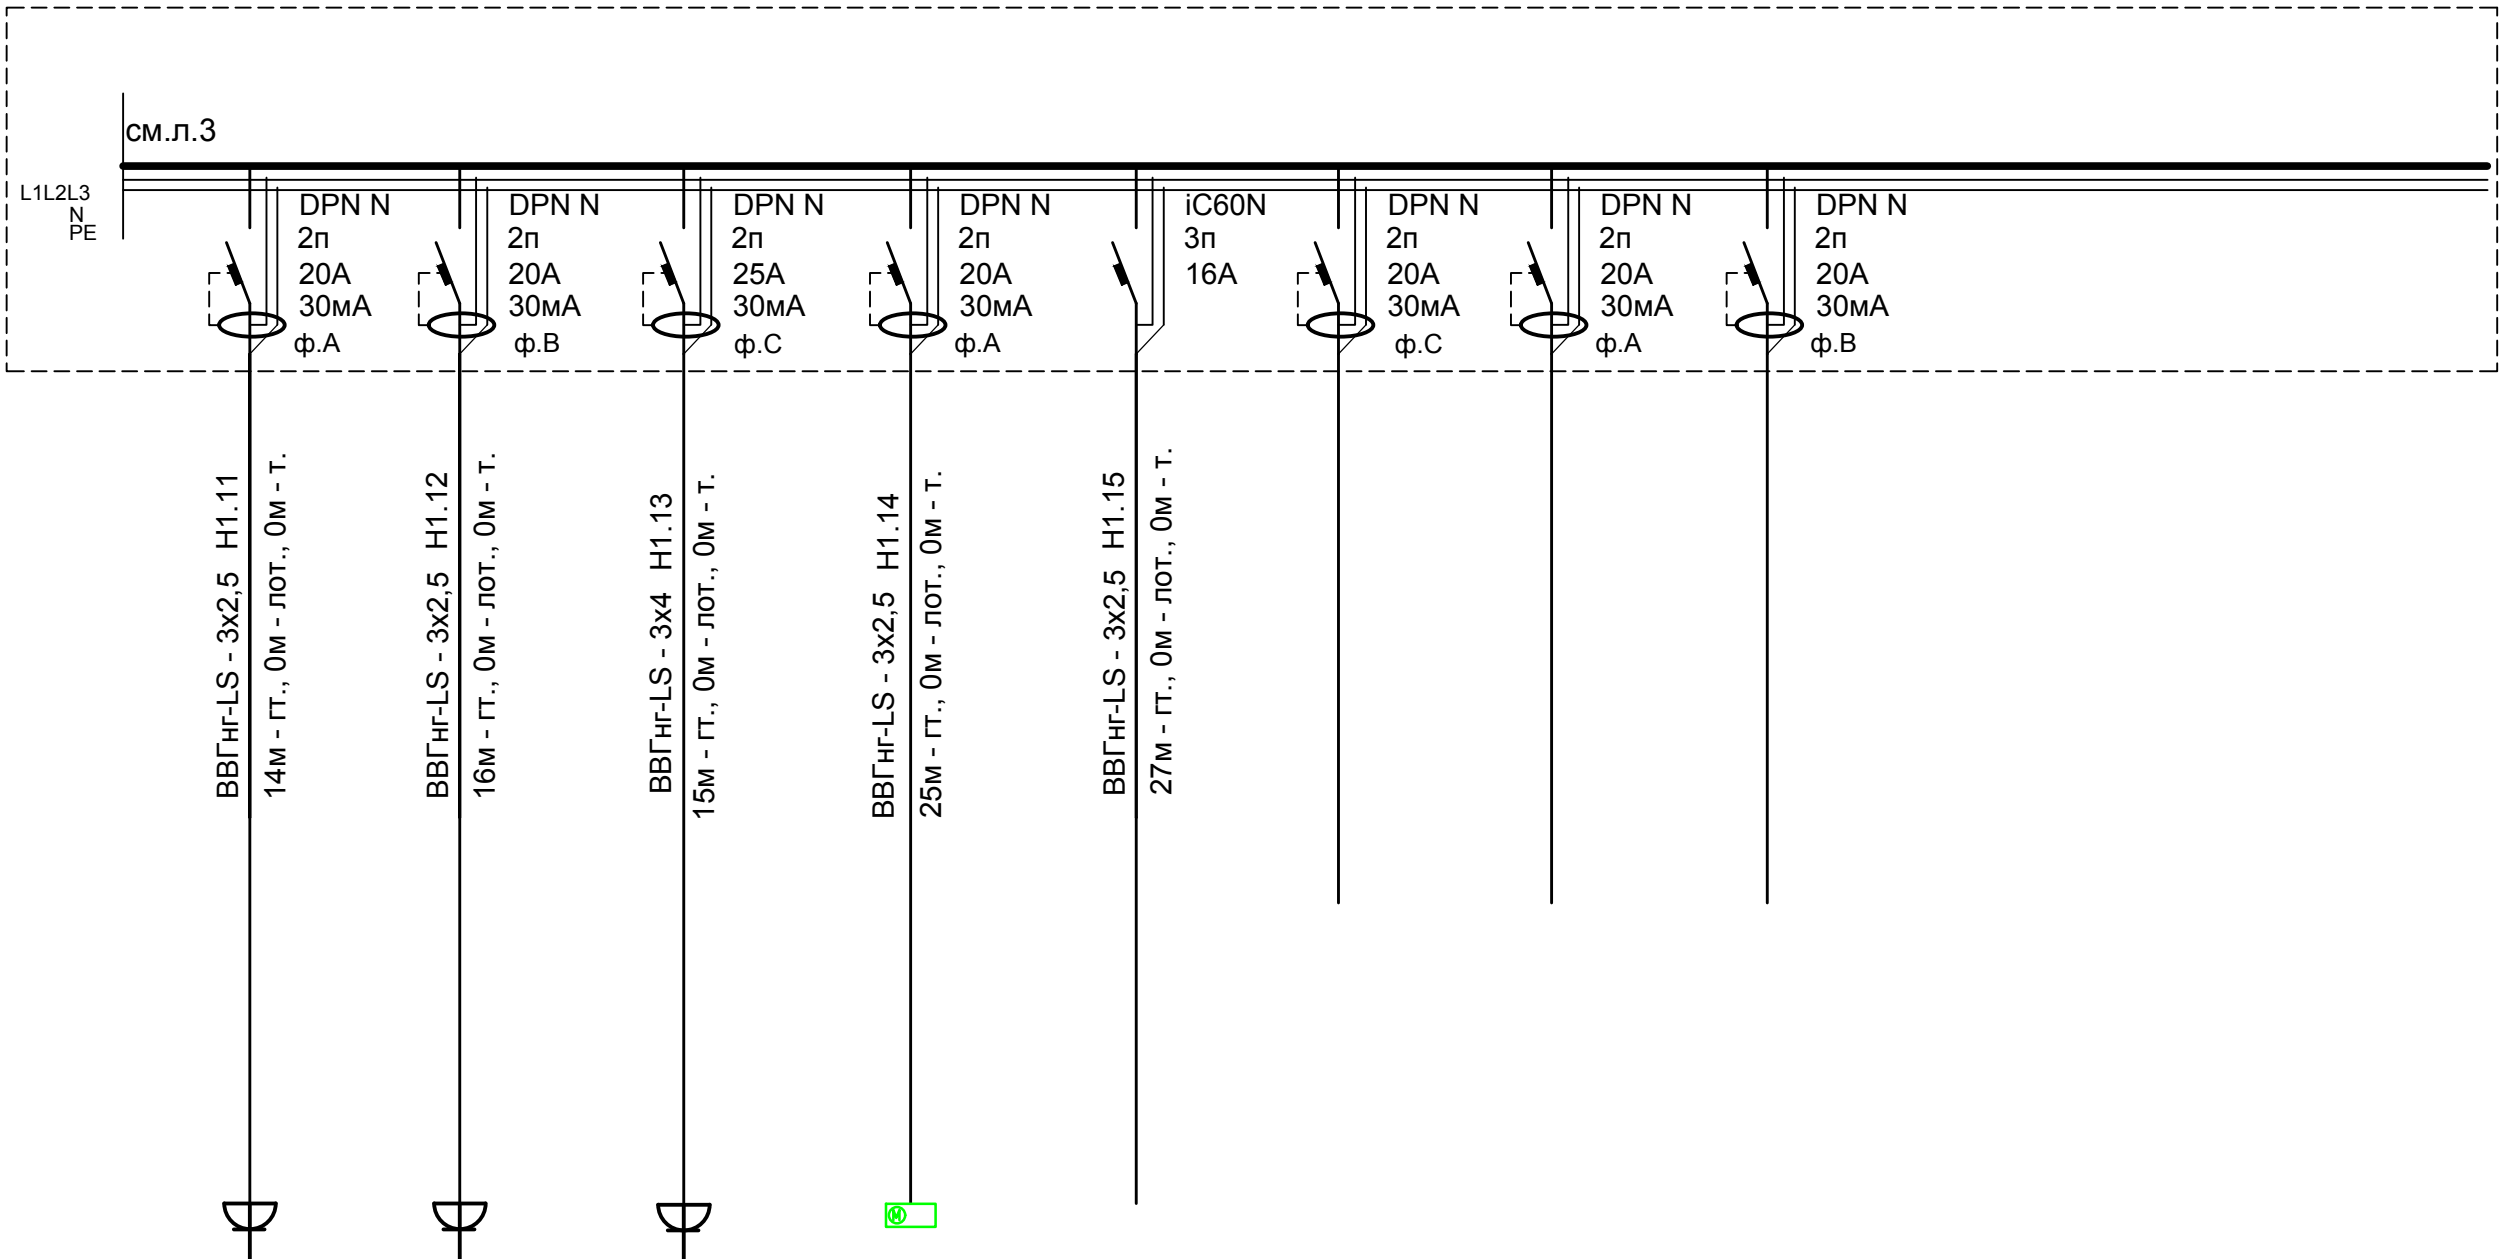 см.л.3
L1L2L3
N
PE
DPN N
2п
20А
30мА
ф.А
DPN N
2п
20А
30мА
ф.В
DPN N
2п
25А
30мА
ф.С
DPN N
2п
20А
30мА
ф.А
iC60N
3п
16А
DPN N
2п
20А
30мА
ф.С
DPN N
2п
20А
30мА
ф.А
DPN N
2п
20А
30мА
ф.В
ВВГнг-LS - 3х2,5 Н1.11
14м - гт., 0м - лот., 0м - т.
ВВГнг-LS - 3х2,5 Н1.12
16м - гт., 0м - лот., 0м - т.
ВВГнг-LS - 3х4 Н1.13
15м - гт., 0м - лот., 0м - т.
ВВГнг-LS - 3х2,5 Н1.14
25м - гт., 0м - лот., 0м - т.
ВВГнг-LS - 3х2,5 Н1.15
27м - гт., 0м - лот., 0м - т.
M